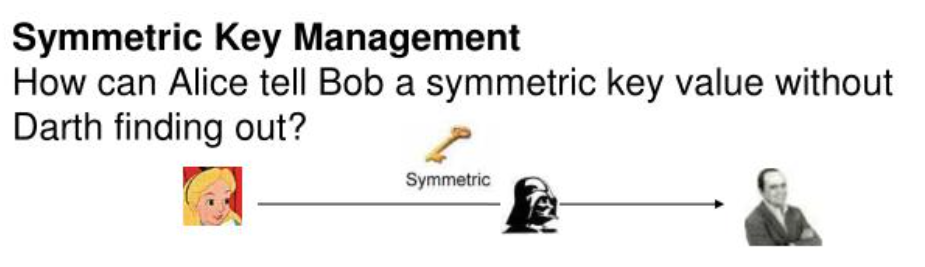 Symmetric Key Management
How can Alice tell Bob a symmetric key value without
Darth finding out?
Symmetric